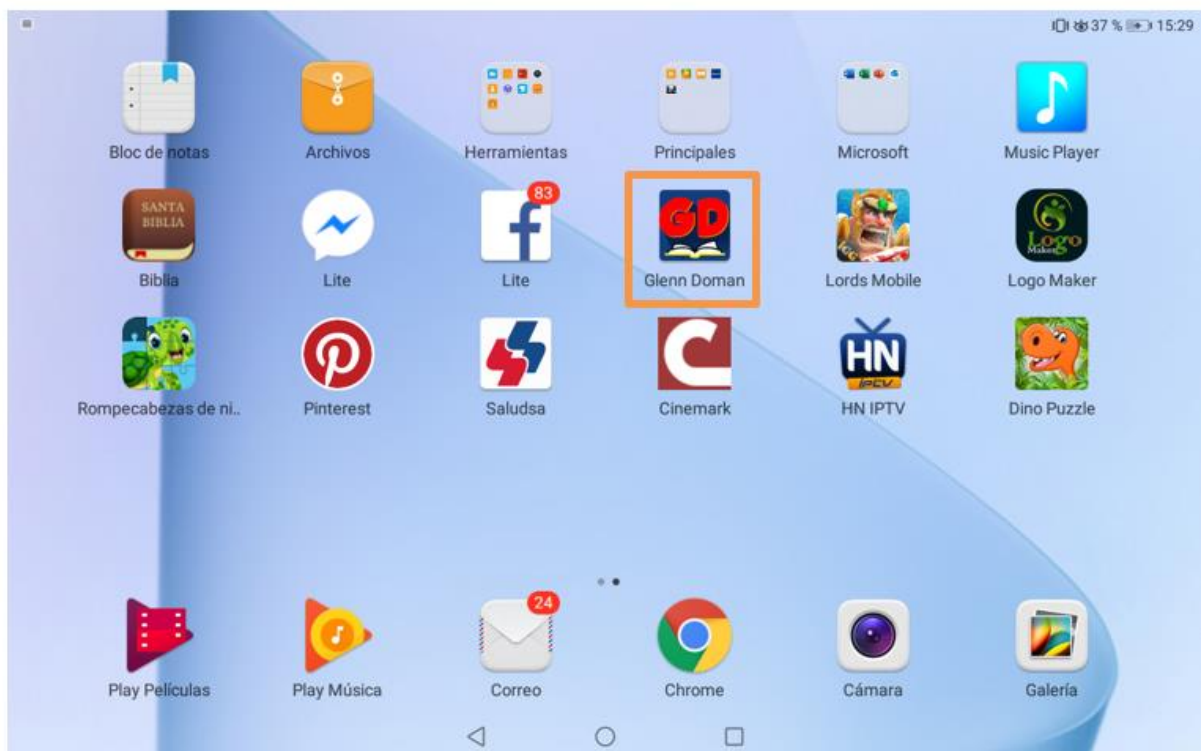 37 % 15:29
Bloc de notas Archivos Herramientas Principales Microsoft Music Player
SANTA
BIBLIA
83
GD
Logo
Maker
Biblia Lite Lite Glenn Doman Lords Mobile Logo Maker
HN
IPTV
Rompecabezas de ni.. Pinterest Saludsa Cinemark HN IPTV Dino Puzzle
24
Play Películas Play Música Correo Chrome Cámara Galería